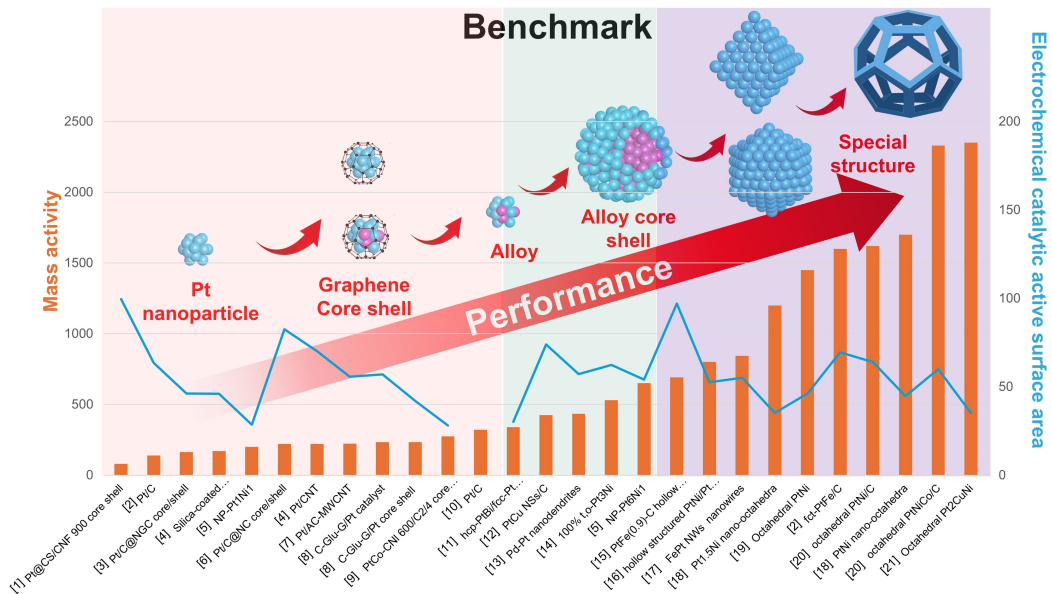 Benchmark
Electrochemical catalytic active surface area
Mass activity
2500
2000
1500
1000
500
0
200
150
100
50
0
Pt
nanoparticle
Graphene
Core shell
Alloy
Alloy core
shell
Special
structure
Performance
[1] Pt@CS/CNF 900 core shell
[2] Pt/C
[3] Pt/C@NGC core/shell
[4] Silica-coated...
[5] NP-Pt1Ni1
[6] Pt/C@NC core/shell
[4] Pt/CNT
[7] Pt/AC-MWCNT
[8] C-Glu-G/Pt catalyst
[8] C-Glu-G/Pt core shell
[9] PtCo-CNI 600/C2/4 core...
[10] Pt/C
[11] hcp-PtBi/fcc-Pt...
[12] PtCu NSs/C
[13] Pd-Pt nanodendrites
[14] 100% t,o-Pt3Ni
[5] NP-Pt6Ni1
[15] PtFe(0.9)-C hollow...
[16] hollow structured PtNi/Pt...
[17] FePt NWs nanowires
[18] Pt1.5Ni nano-octahedra
[19] Octahedral PtNi
[2] fct-PtFe/C
[20] octahedral PtNi/C
[18] PtNi nano-octahedra
[20] octahedral PtNiCo/C
[21] Octahedral Pt2CuNi